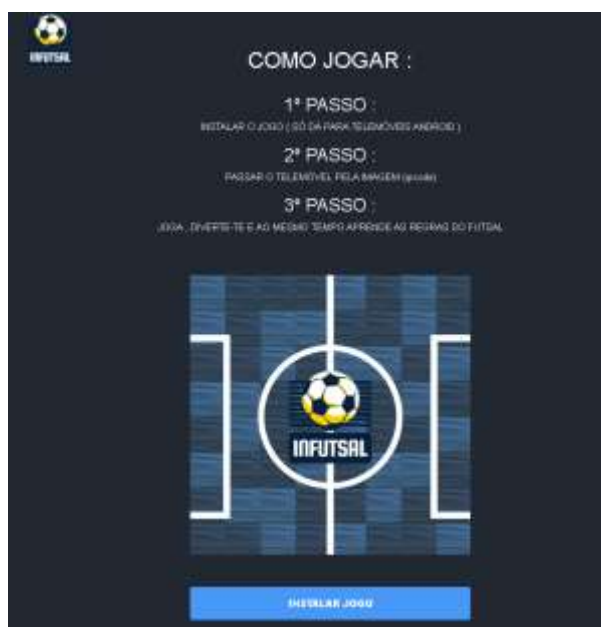 INFUTSAL
COMO JOGAR :
1º PASSO :
INSTALAR O JOGO ( SÓ DÁ PARA TELEMÓVEIS ANDROID )
2º PASSO :
PASSAR O TELEMÓVEL PELA IMAGEM (qrcode)
3º PASSO :
JOGA , DIVERTE-TE E AO MESMO TEMPO APRENDE AS REGRAS DO FUTSAL
INFUTSAL
INSTALAR JOGO